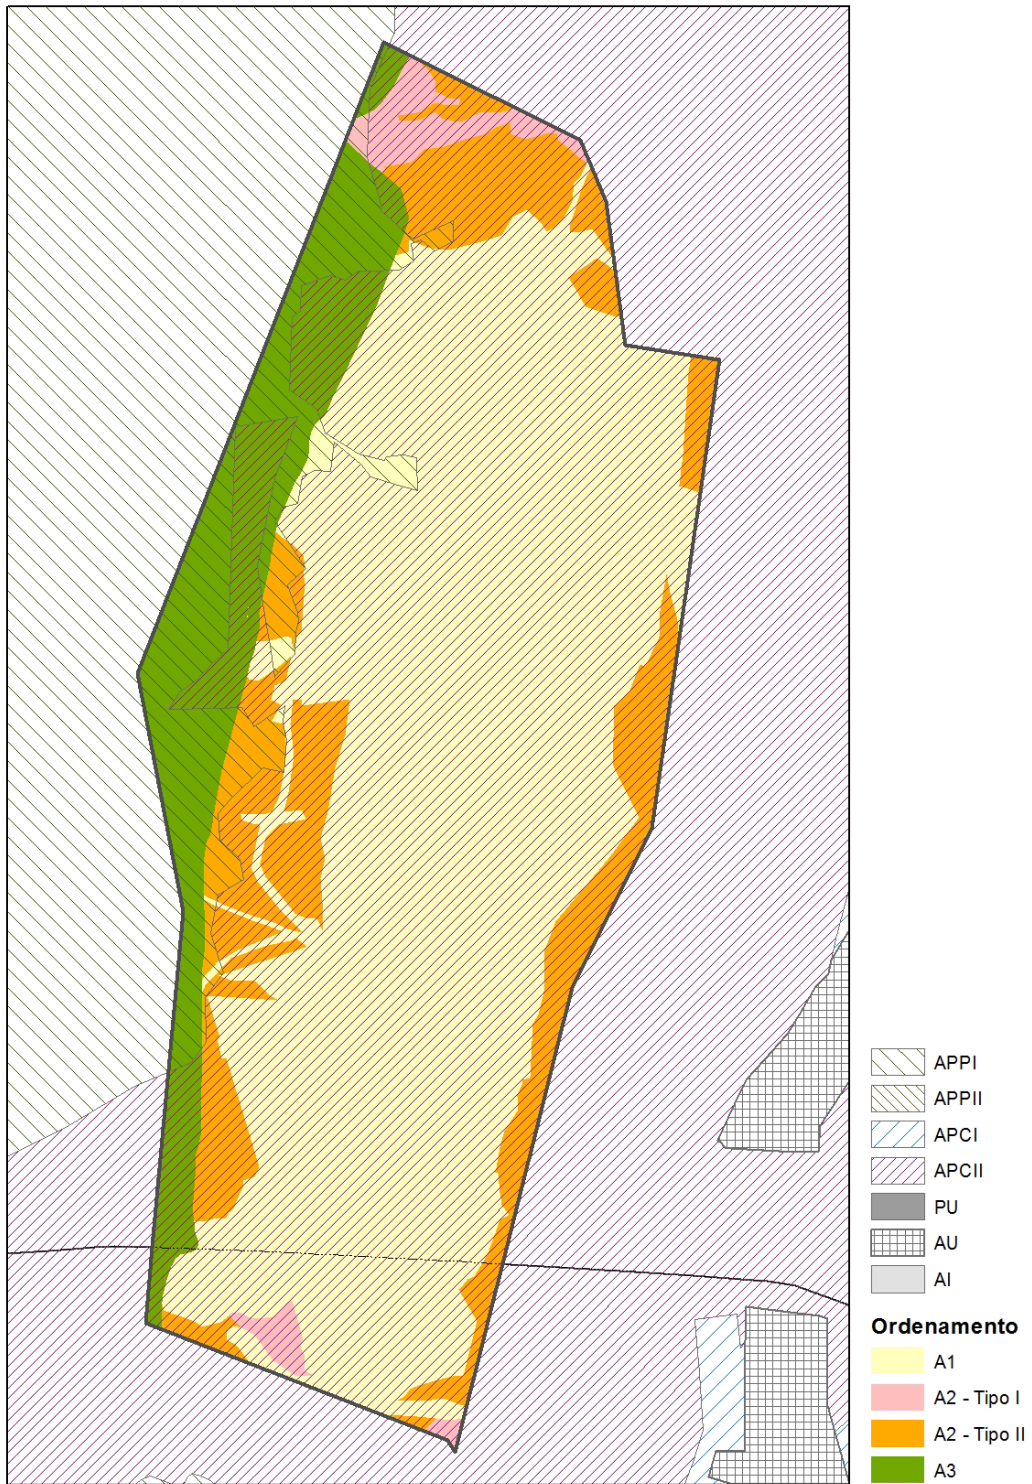 APPI
APPII
APCI
APCII
PU
AU
AI
Ordenamento
A1
A2 - Tipo I
A2 - Tipo II
A3